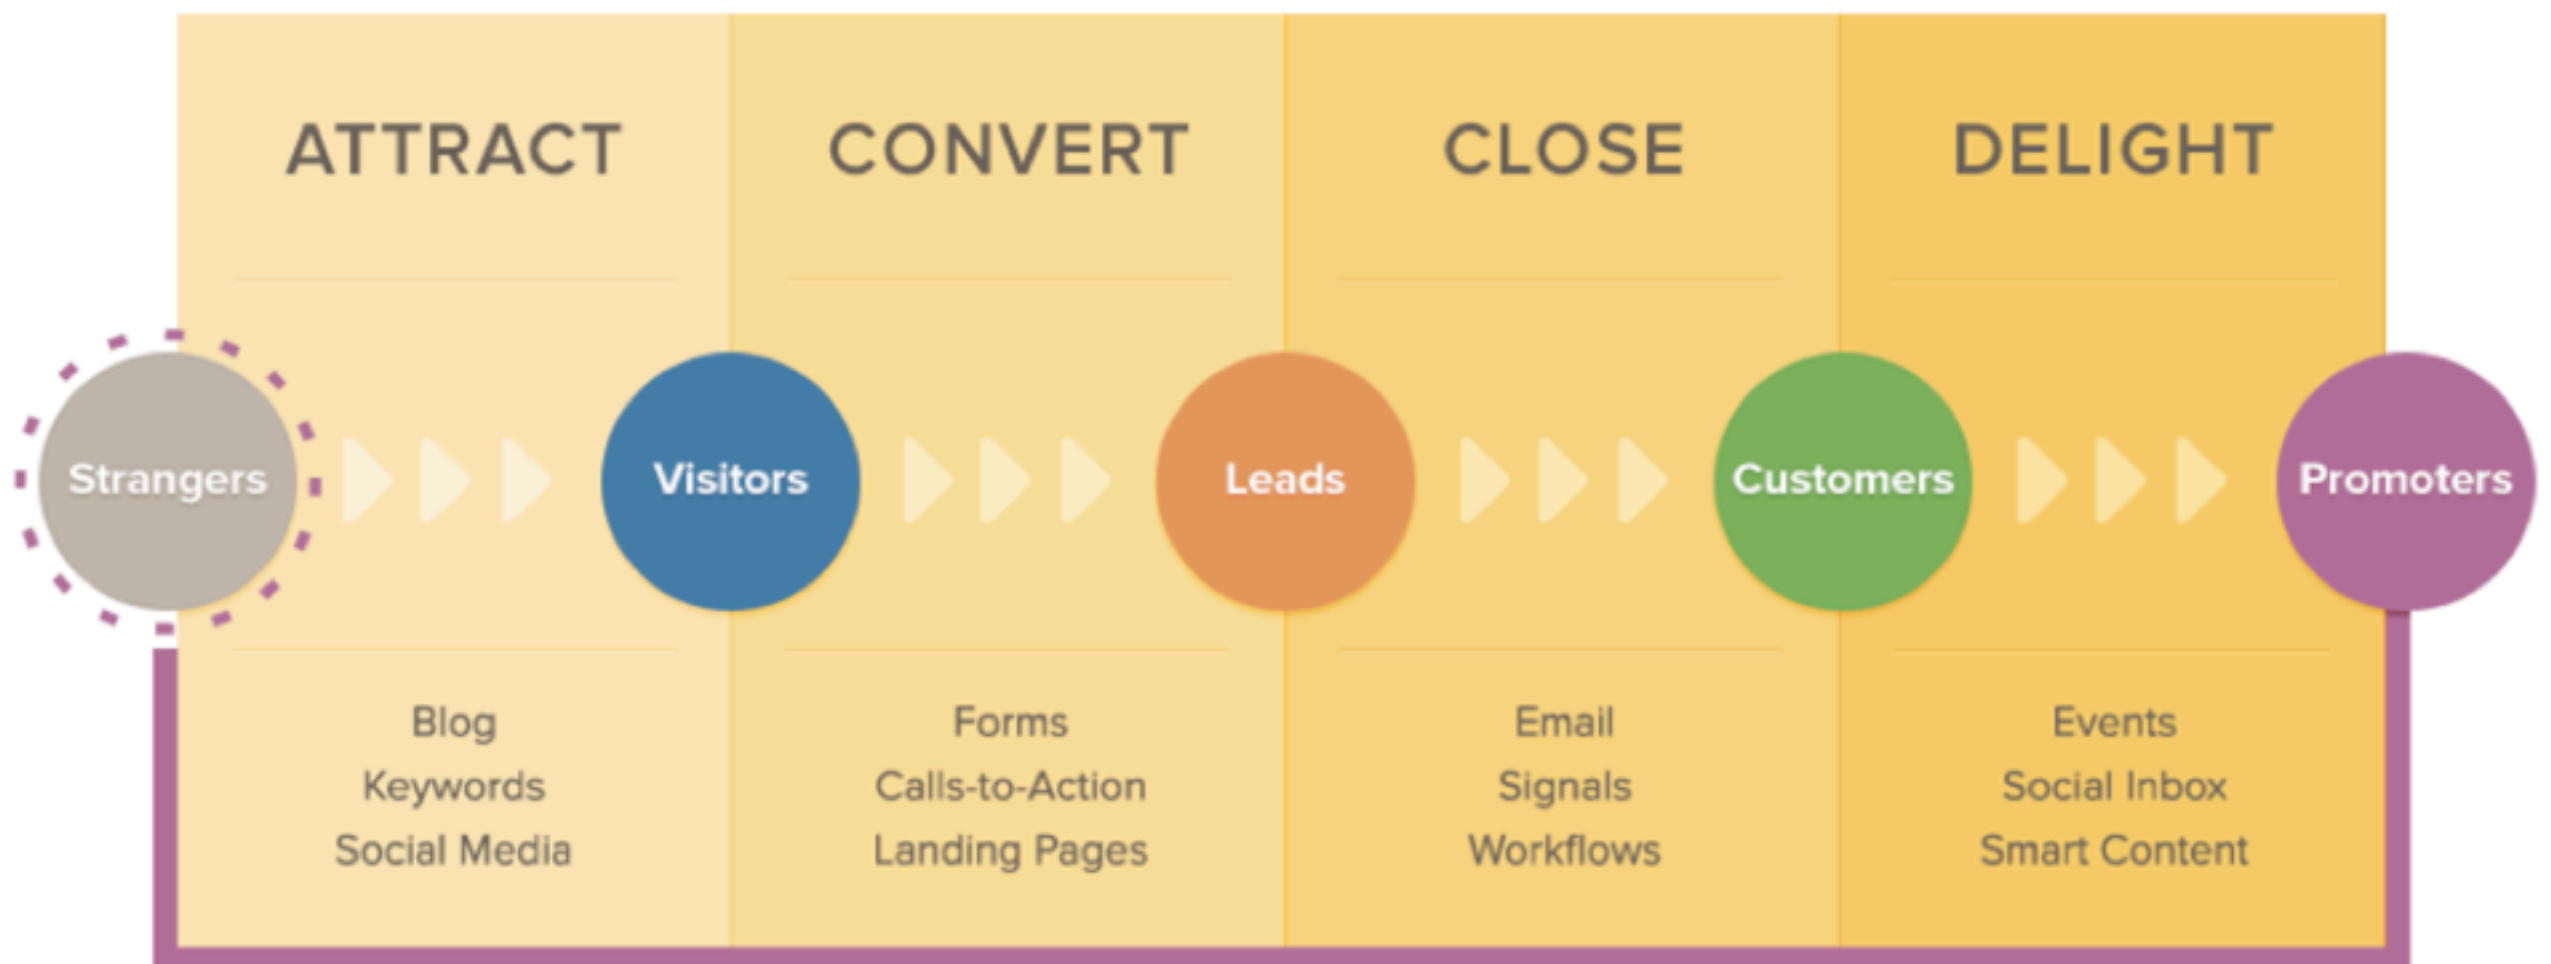 ATTRACT
CONVERT
CLOSE
DELIGHT
Strangers
Visitors
Leads
Customers
Promoters
Blog
Keywords
Social Media
Forms
Calls-to-Action
Landing Pages
Email
Signals
Workflows
Events
Social Inbox
Smart Content